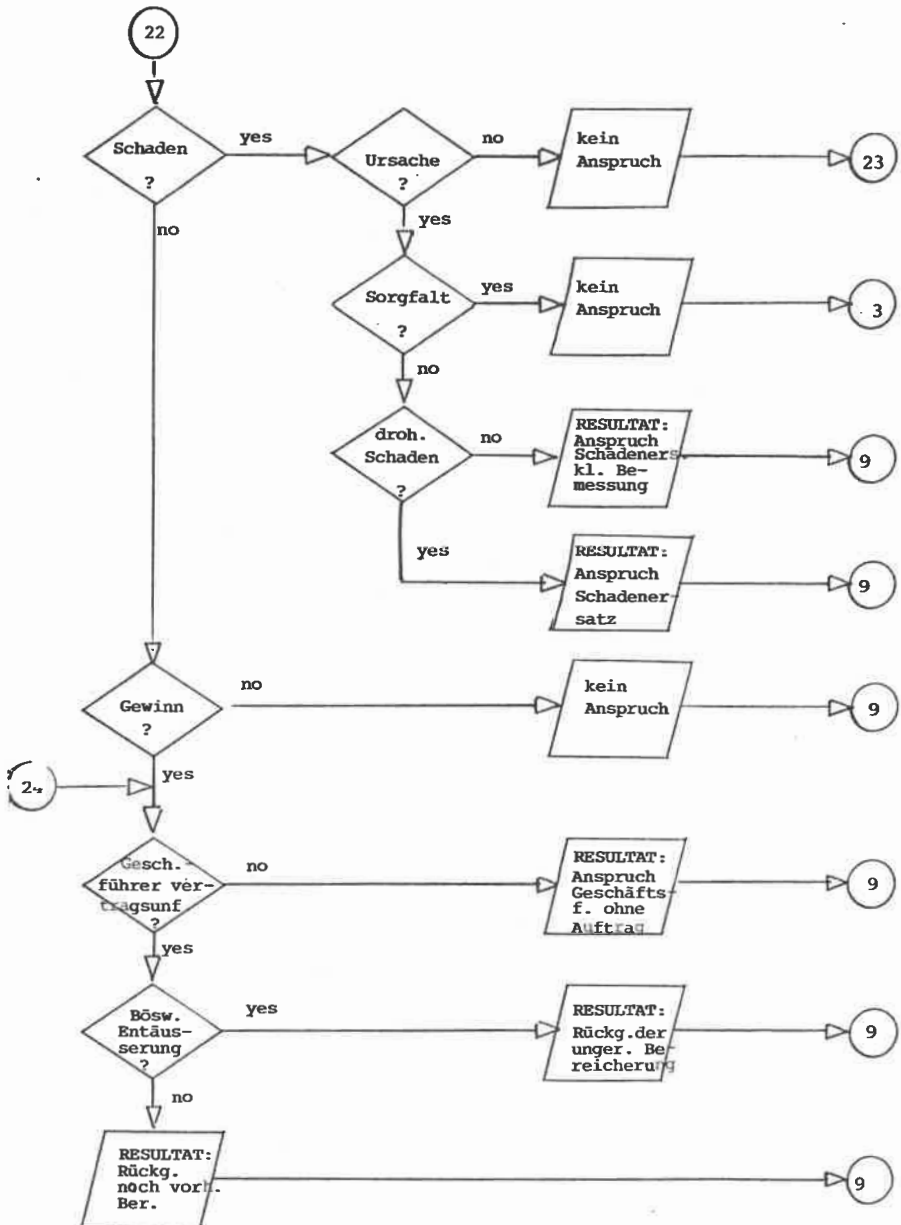 22
Schaden
?
yes
no
Ursache
?
no
yes
kein
Anspruch
23
Sorgfalt
?
yes
no
kein
Anspruch
3
droh.
Schaden
?
no
yes
RESULTAT:
Anspruch
Schadeners.
kl. Be-
messung
9
RESULTAT:
Anspruch
Schadener-
satz
9
Gewinn
?
no
yes
kein
Anspruch
9
24
Gesch.-
führer ver-
tragsunf
?
no
yes
RESULTAT:
Anspruch
Geschäfts-
f. ohne
Auftrag
9
Bösw.
Entäus-
serung
?
yes
no
RESULTAT:
Rückg.der
unger. Be-
reicherung
9
RESULTAT:
Rückg.
noch vorh.
Ber.
9